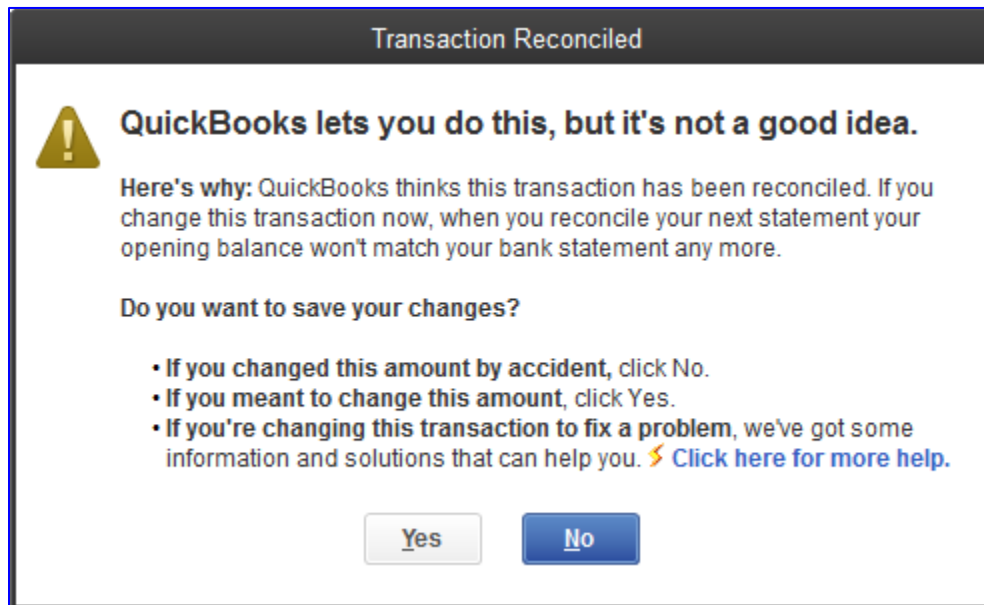 Transaction Reconciled
QuickBooks lets you do this, but it's not a good idea.
Here's why: QuickBooks thinks this transaction has been reconciled. If you
change this transaction now, when you reconcile your next statement your
opening balance won't match your bank statement any more.
Do you want to save your changes?
• If you changed this amount by accident, click No.
• If you meant to change this amount, click Yes.
• If you're changing this transaction to fix a problem, we've got some
information and solutions that can help you. Click here for more help.
Yes No